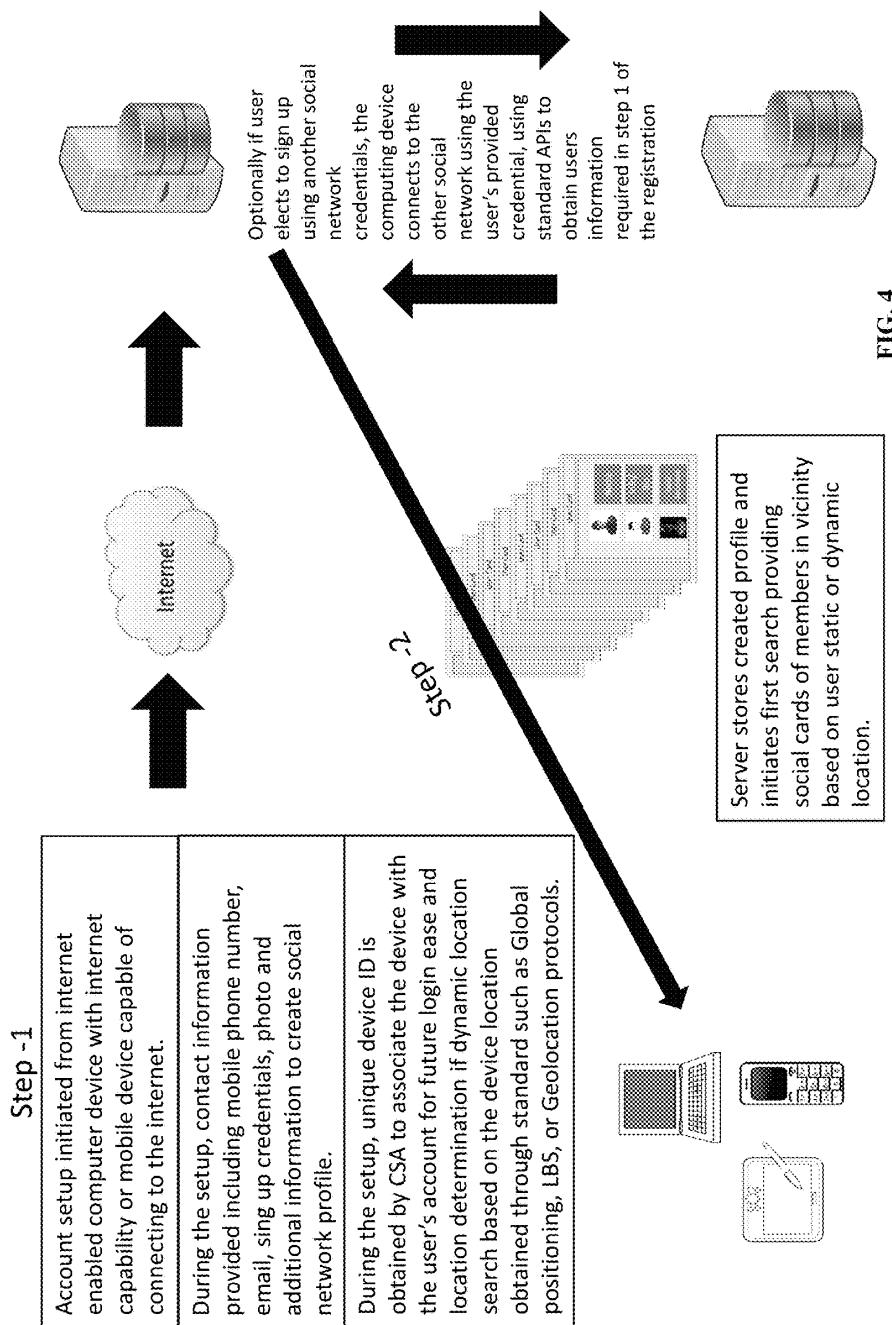 Step -1
Account setup initiated from internet
enabled computer device with internet
capability or mobile device capable of
connecting to the internet.
During the setup, contact information
provided including mobile phone number,
email, sing up credentials, photo and
additional information to create social
network profile.
During the setup, unique device ID is
obtained by CSA to associate the device with
the user's account for future login ease and
location determination if dynamic location
search based on the device location
obtained through standard such as Global
positioning, LBS, or Geolocation protocols.
Internet
Optionally if user
elects to sign up
using another social
network
credentials, the
computing device
connects to the
other social
network using the
user's provided
credential, using
standard APIs to
obtain users
information
required in step 1 of
the registration
Step -2
Server stores created profile and
initiates first search providing
social cards of members in vicinity
based on user static or dynamic
location.
FIG. 4